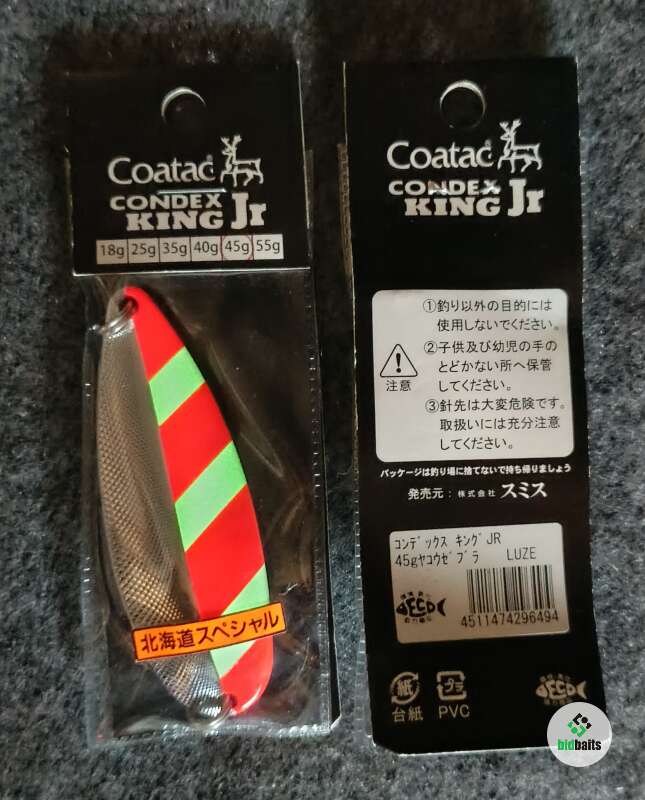 Coatac
CONDEX
KING Jr
18g 25g 35g 40g 45g 55g
北海道スペシャル
Coatac
CONDEX
KING Jr
注意
①釣り以外の目的には
使用しないでください。
②子供及び幼児の手の
とどかない所へ保管
してください。
③針先は大変危険です。
取扱いには充分注意
してください。
パッケージは釣り場に捨てないで持ち帰りましょう
発売元：株式会社 スミス
コンデックス キングJR
45gヤコウゼブラ LUZE
4511474296494
紙
台紙
プラ
PVC
bidbaits